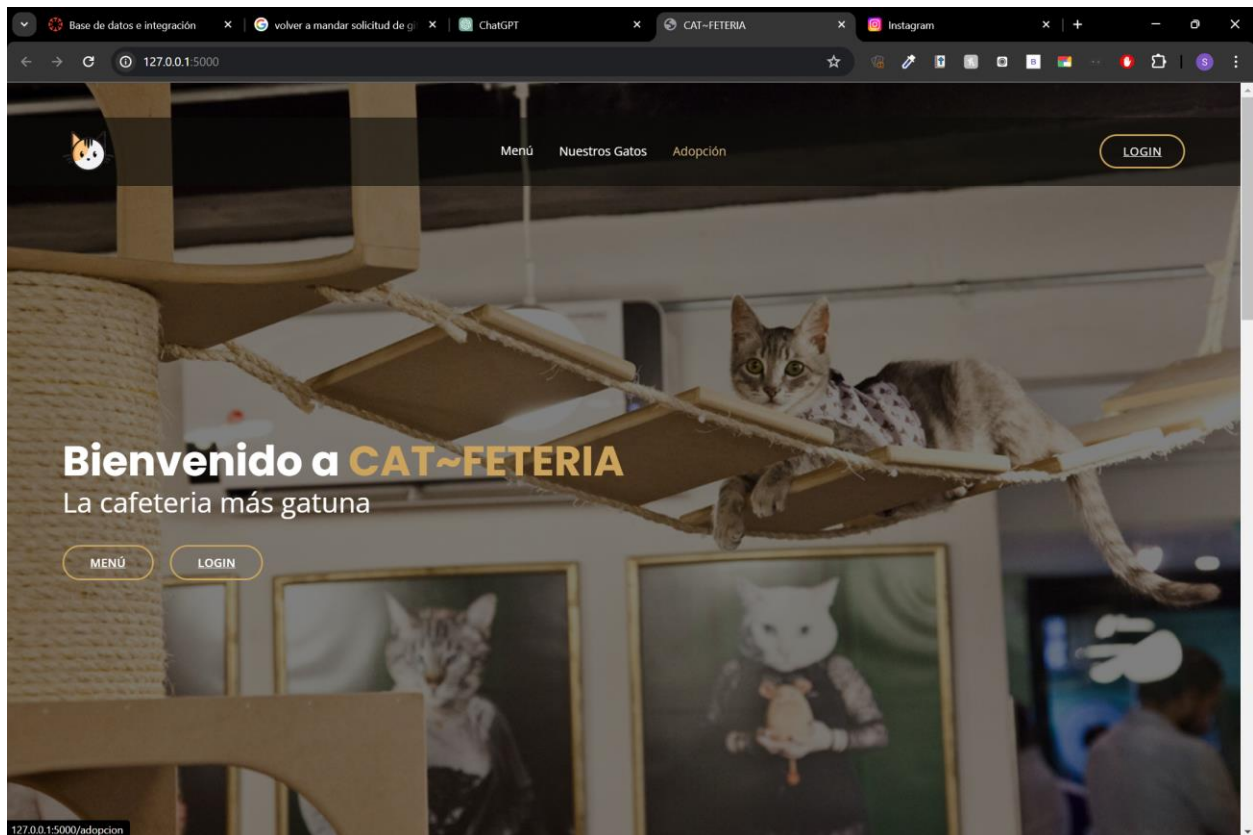 Base de datos e integración
volver a mandar solicitud de gi
ChatGPT
CAT~FETERIA
Instagram
127.0.0.1:5000
S
Menú
Nuestros Gatos
Adopción
LOGIN
Bienvenido a CAT~FETERIA
La cafeteria más gatuna
MENÚ
LOGIN
127.0.0.1:5000/adopcion